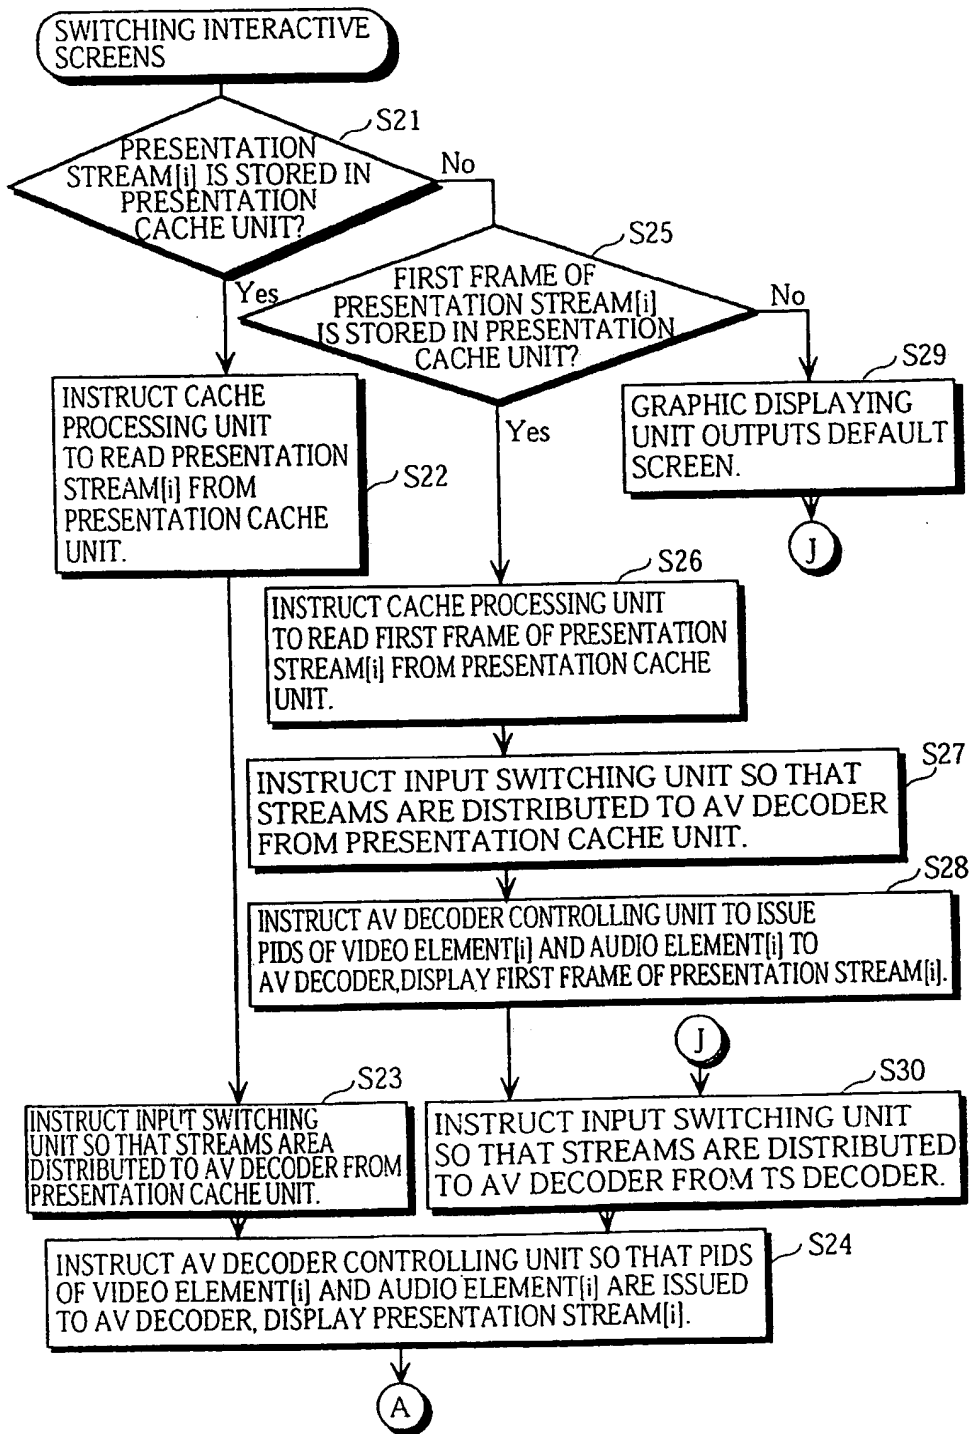 SWITCHING INTERACTIVE
SCREENS
S21
PRESENTATION
STREAM[i] IS STORED IN
PRESENTATION
CACHE UNIT?
No
Yes
S25
FIRST FRAME OF
PRESENTATION STREAM[i]
IS STORED IN PRESENTATION
CACHE UNIT?
No
Yes
S29
GRAPHIC DISPLAYING
UNIT OUTPUTS DEFAULT
SCREEN.
J
INSTRUCT CACHE
PROCESSING UNIT
TO READ PRESENTATION
STREAM[i] FROM
PRESENTATION CACHE
UNIT.
S22
S26
INSTRUCT CACHE PROCESSING UNIT
TO READ FIRST FRAME OF PRESENTATION
STREAM[i] FROM PRESENTATION CACHE
UNIT.
S27
INSTRUCT INPUT SWITCHING UNIT SO THAT
STREAMS ARE DISTRIBUTED TO AV DECODER
FROM PRESENTATION CACHE UNIT.
S28
INSTRUCT AV DECODER CONTROLLING UNIT TO ISSUE
PIDS OF VIDEO ELEMENT[i] AND AUDIO ELEMENT[i] TO
AV DECODER,DISPLAY FIRST FRAME OF PRESENTATION STREAM[i].
J
S23
INSTRUCT INPUT SWITCHING
UNIT SO THAT STREAMS AREA
DISTRIBUTED TO AV DECODER FROM
PRESENTATION CACHE UNIT.
S30
INSTRUCT INPUT SWITCHING UNIT
SO THAT STREAMS ARE DISTRIBUTED
TO AV DECODER FROM TS DECODER.
S24
INSTRUCT AV DECODER CONTROLLING UNIT SO THAT PIDS
OF VIDEO ELEMENT[i] AND AUDIO ELEMENT[i] ARE ISSUED
TO AV DECODER, DISPLAY PRESENTATION STREAM[i].
A